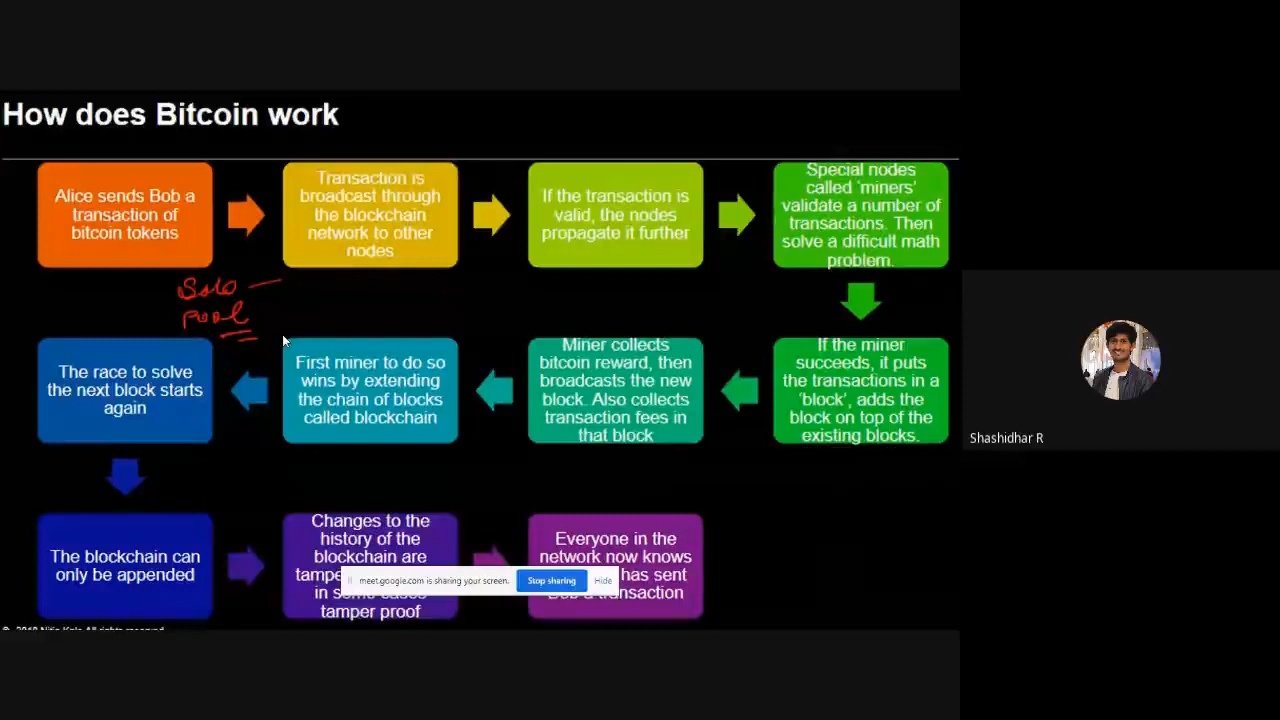 How does Bitcoin work
Alice sends Bob a
transaction of
bitcoin tokens
Transaction is
broadcast through
the blockchain
network to other
nodes
If the transaction is
valid, the nodes
propagate it further
Special nodes
called ‘miners’
validate a number of
transactions. Then
solve a difficult math
problem.
Solo
Pool
If the miner
succeeds, it puts
the transactions in a
‘block’, adds the
block on top of the
existing blocks.
Miner collects
bitcoin reward, then
broadcasts the new
block. Also collects
transaction fees in
that block
First miner to do so
wins by extending
the chain of blocks
called blockchain
The race to solve
the next block starts
again
The blockchain can
only be appended
Changes to the
history of the
blockchain are
tamper proof
Everyone in the
network now knows
has sent
meet.google.com is sharing your screen.
Stop sharing
Hide
Shashidhar R